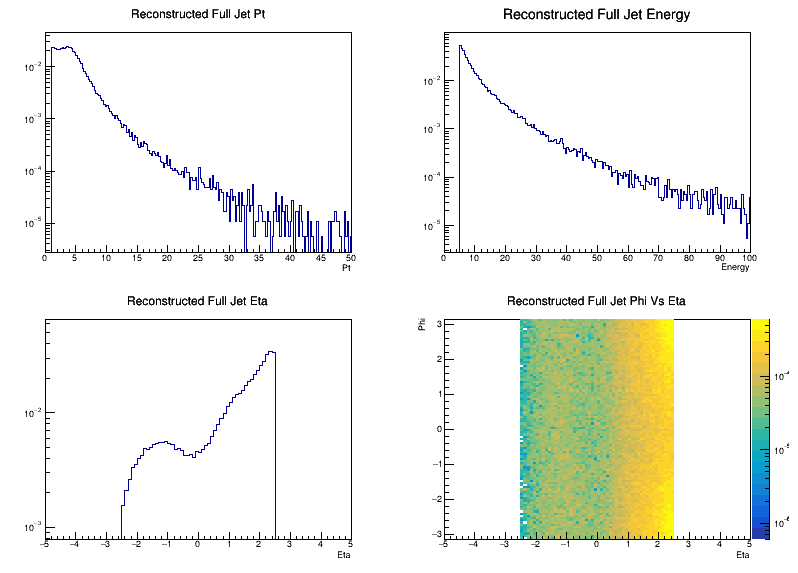 Reconstructed Full Jet Pt
10⁻²
10⁻³
10⁻⁴
10⁻⁵
0 5 10 15 20 25 30 35 40 45 50
Pt
Reconstructed Full Jet Energy
10⁻²
10⁻³
10⁻⁴
10⁻⁵
0 10 20 30 40 50 60 70 80 90 100
Energy
Reconstructed Full Jet Eta
10⁻²
10⁻³
−5 −4 −3 −2 −1 0 1 2 3 4 5
Eta
Reconstructed Full Jet Phi Vs Eta
Phi
3
2
1
0
−1
−2
−3
−5 −4 −3 −2 −1 0 1 2 3 4 5
Eta
10⁻⁴
10⁻⁵
10⁻⁶